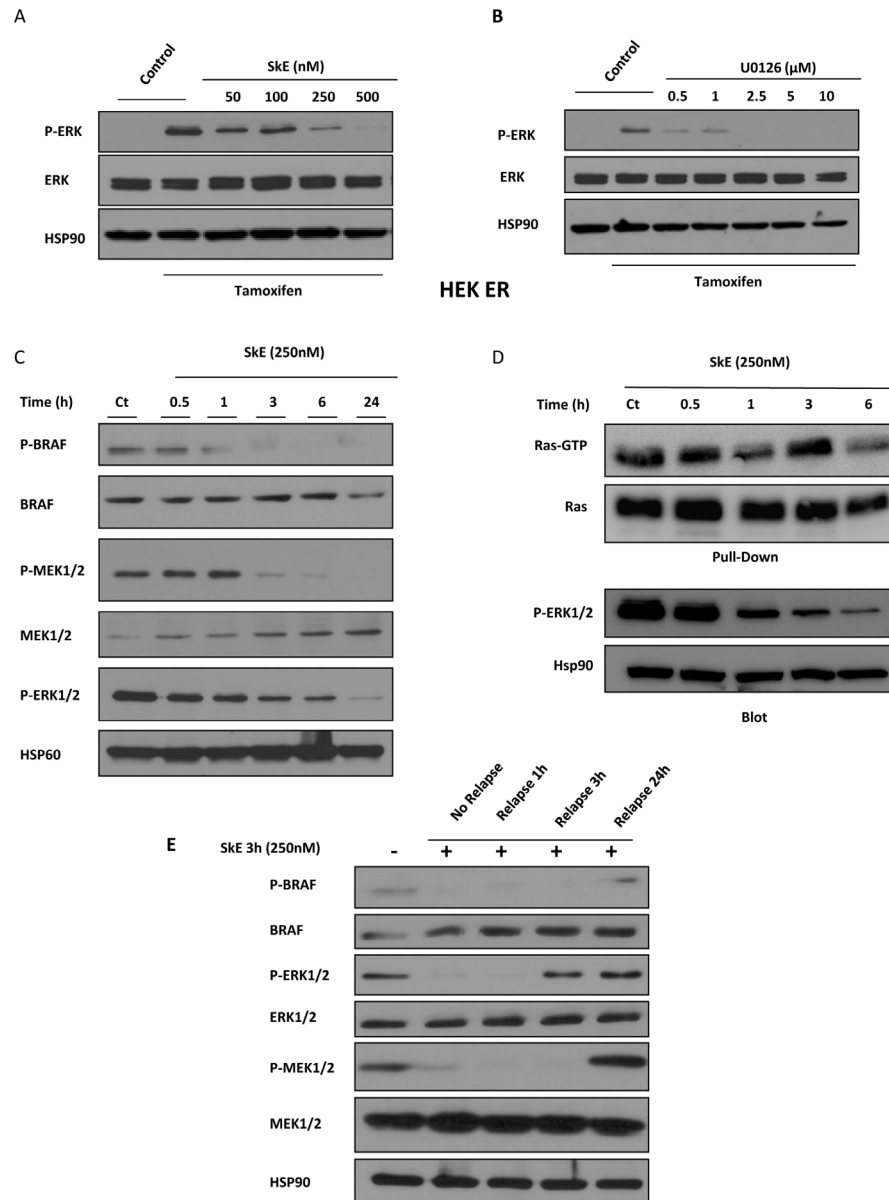 A
Control
SkE (nM)
50 100 250 500
P-ERK
ERK
HSP90
Tamoxifen
B
Control
U0126 (μM)
0.5 1 2.5 5 10
P-ERK
ERK
HSP90
Tamoxifen
HEK ER
C
SkE (250nM)
Time (h) Ct 0.5 1 3 6 24
P-BRAF
BRAF
P-MEK1/2
MEK1/2
P-ERK1/2
HSP60
D
SkE (250nM)
Time (h) Ct 0.5 1 3 6
Ras-GTP
Ras
Pull-Down
P-ERK1/2
Hsp90
Blot
E
No Relapse
Relapse 1h
Relapse 3h
Relapse 24h
SkE 3h (250nM) - + + + +
P-BRAF
BRAF
P-ERK1/2
ERK1/2
P-MEK1/2
MEK1/2
HSP90